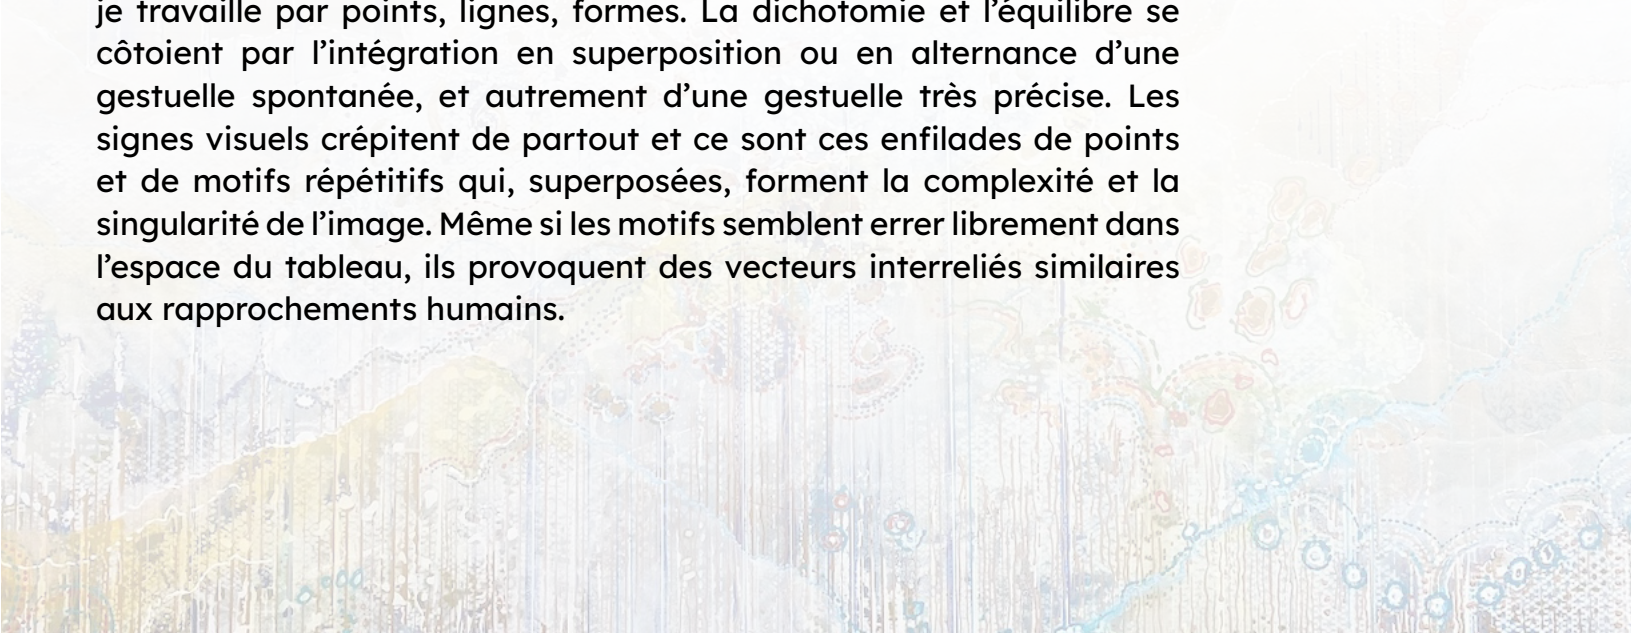 je travaille par points, lignes, formes. La dichotomie et l’équilibre se
côtoient par l’intégration en superposition ou en alternance d’une
gestuelle spontanée, et autrement d’une gestuelle très précise. Les
signes visuels crépitent de partout et ce sont ces enfilades de points
et de motifs répétitifs qui, superposées, forment la complexité et la
singularité de l’image. Même si les motifs semblent errer librement dans
l’espace du tableau, ils provoquent des vecteurs interreliés similaires
aux rapprochements humains.